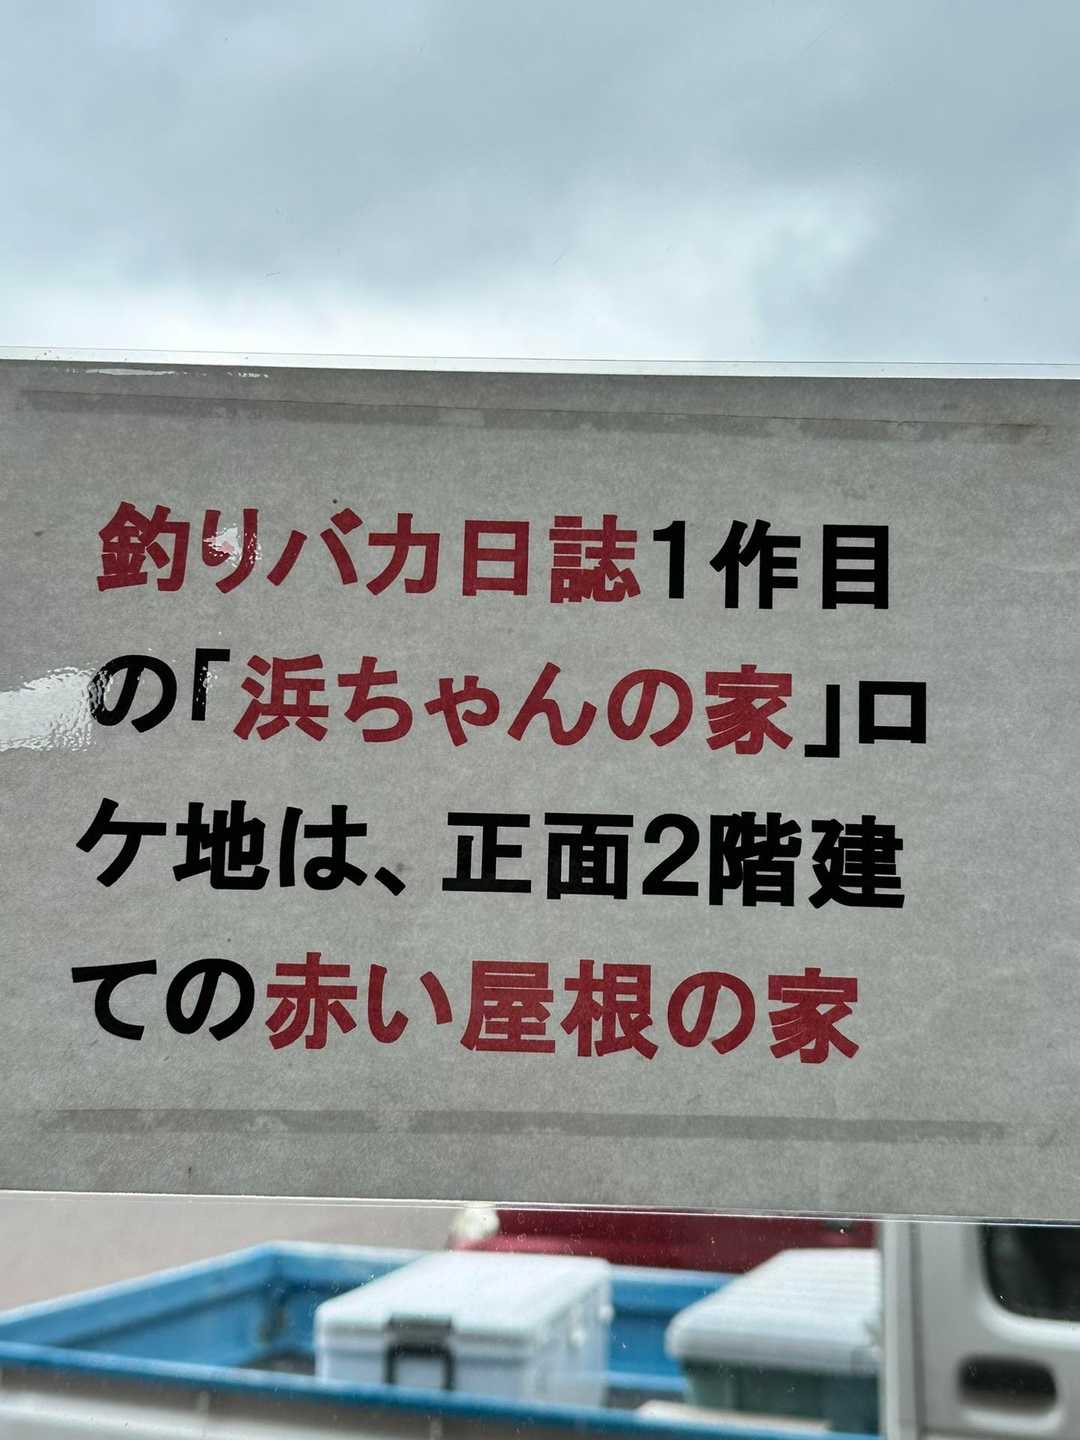 釣りバカ日誌1作目
の「浜ちゃんの家」ロ
ケ地は、正面2階建
ての赤い屋根の家